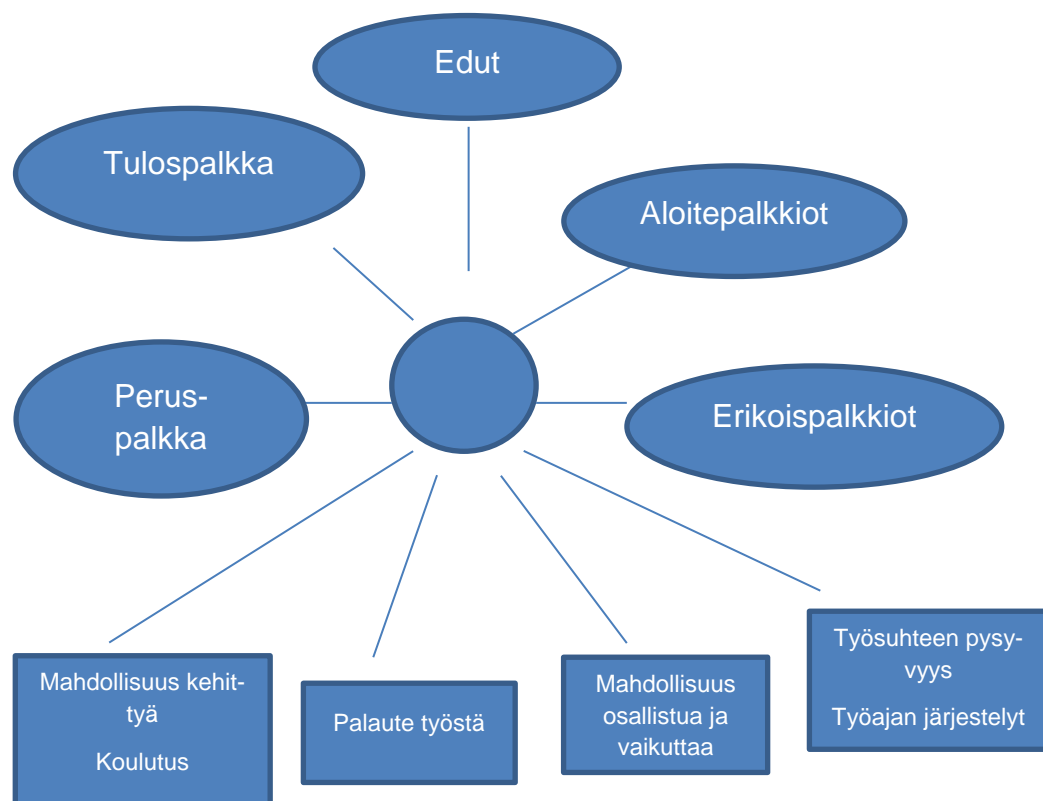 Edut
Tulospalkka
Aloitepalkkiot
Perus-
palkka
Erikoispalkkiot
Mahdollisuus kehit-
tyä
Koulutus
Palaute työstä
Mahdollisuus
osallistua ja
vaikuttaa
Työsuhteen pysy-
vyys
Työajan järjestelyt